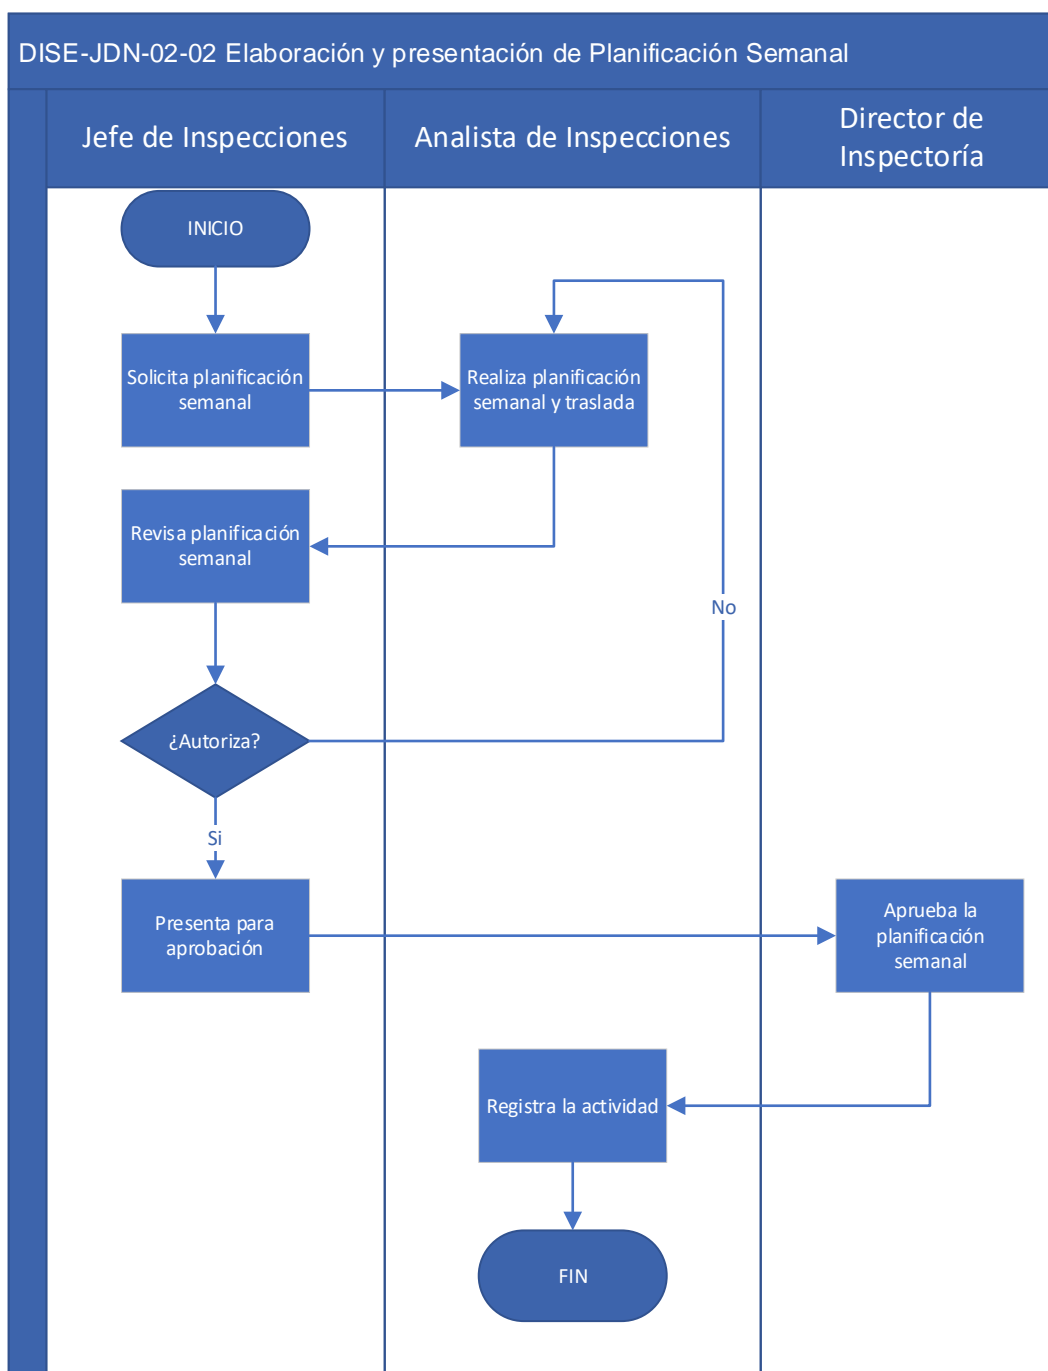 DISE-JDN-02-02 Elaboración y presentación de Planificación Semanal
Jefe de Inspecciones
Analista de Inspecciones
Director de
Inspectoría
INICIO
Solicita planificación
semanal
Realiza planificación
semanal y traslada
Revisa planificación
semanal
No
¿Autoriza?
Si
Presenta para
aprobación
Aprueba la
planificación
semanal
Registra la actividad
FIN